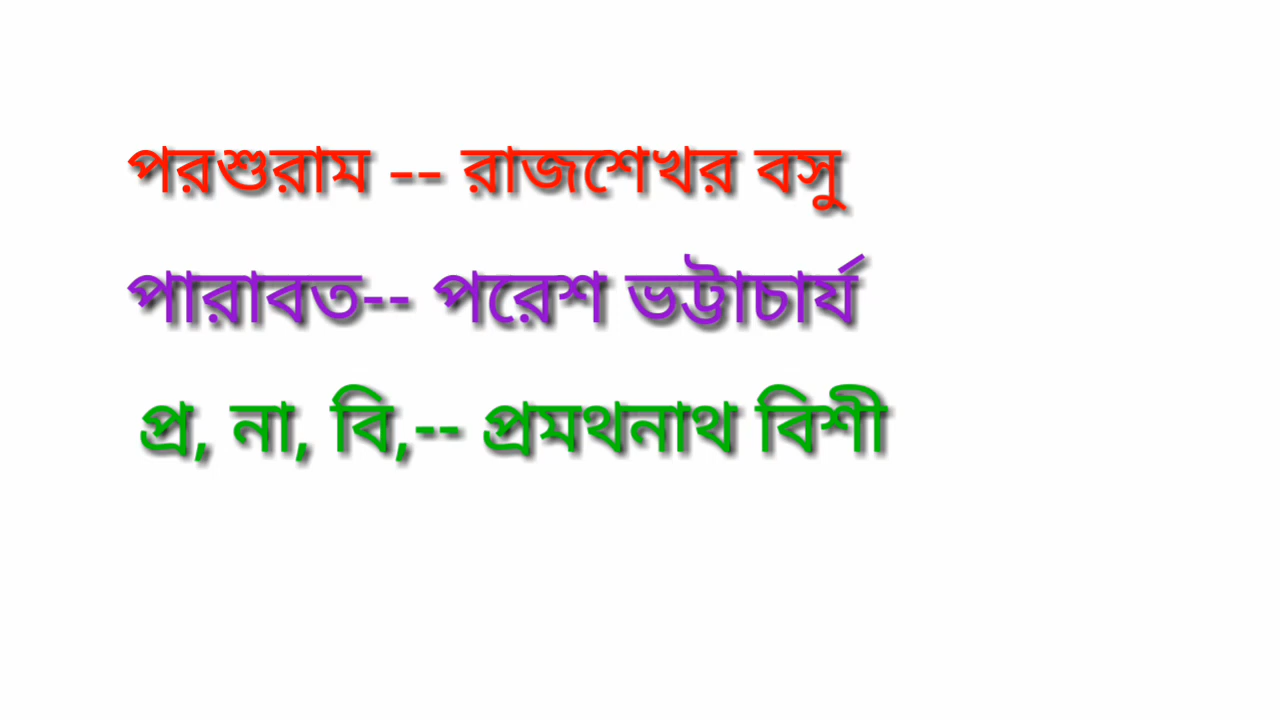 পরশুরাম -- রাজশেখর বসু
পারাবত-- পরেশ ভট্টাচার্য
প্র, না, বি,-- প্রমথনাথ বিশী